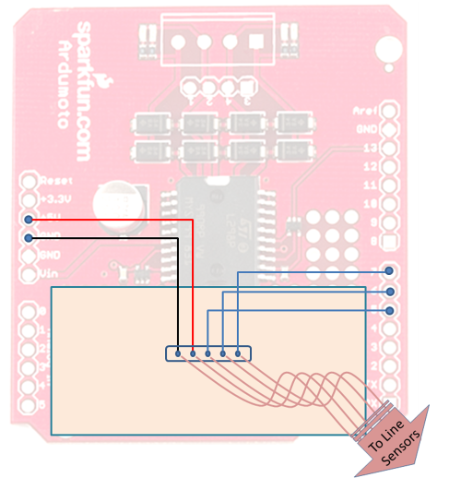 sparkfun.com
Ardumoto
Reset
+3.3V
+5V
GND
GND
Vin
Aref
GND
13
12
11
10
9
8
4
3
2
To Line
Sensors